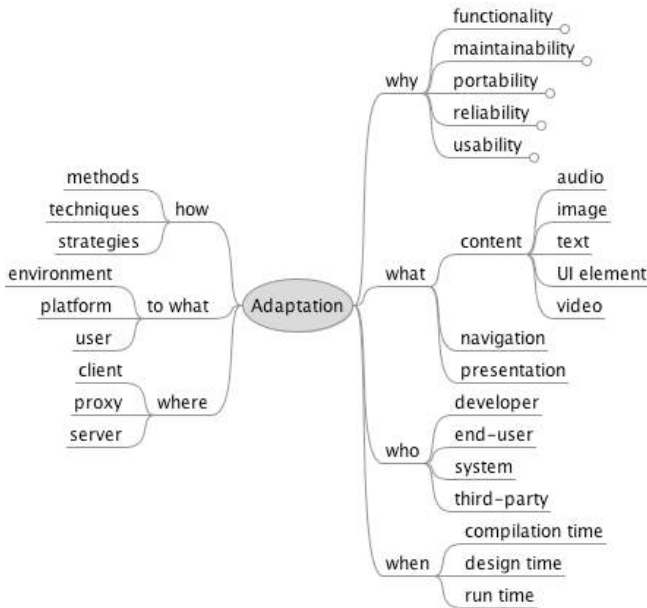 Adaptation
why
functionality
maintainability
portability
reliability
usability
what
content
audio
image
text
UI element
video
navigation
presentation
who
developer
end-user
system
third-party
when
compilation time
design time
run time
how
methods
techniques
strategies
to what
environment
platform
user
where
client
proxy
server